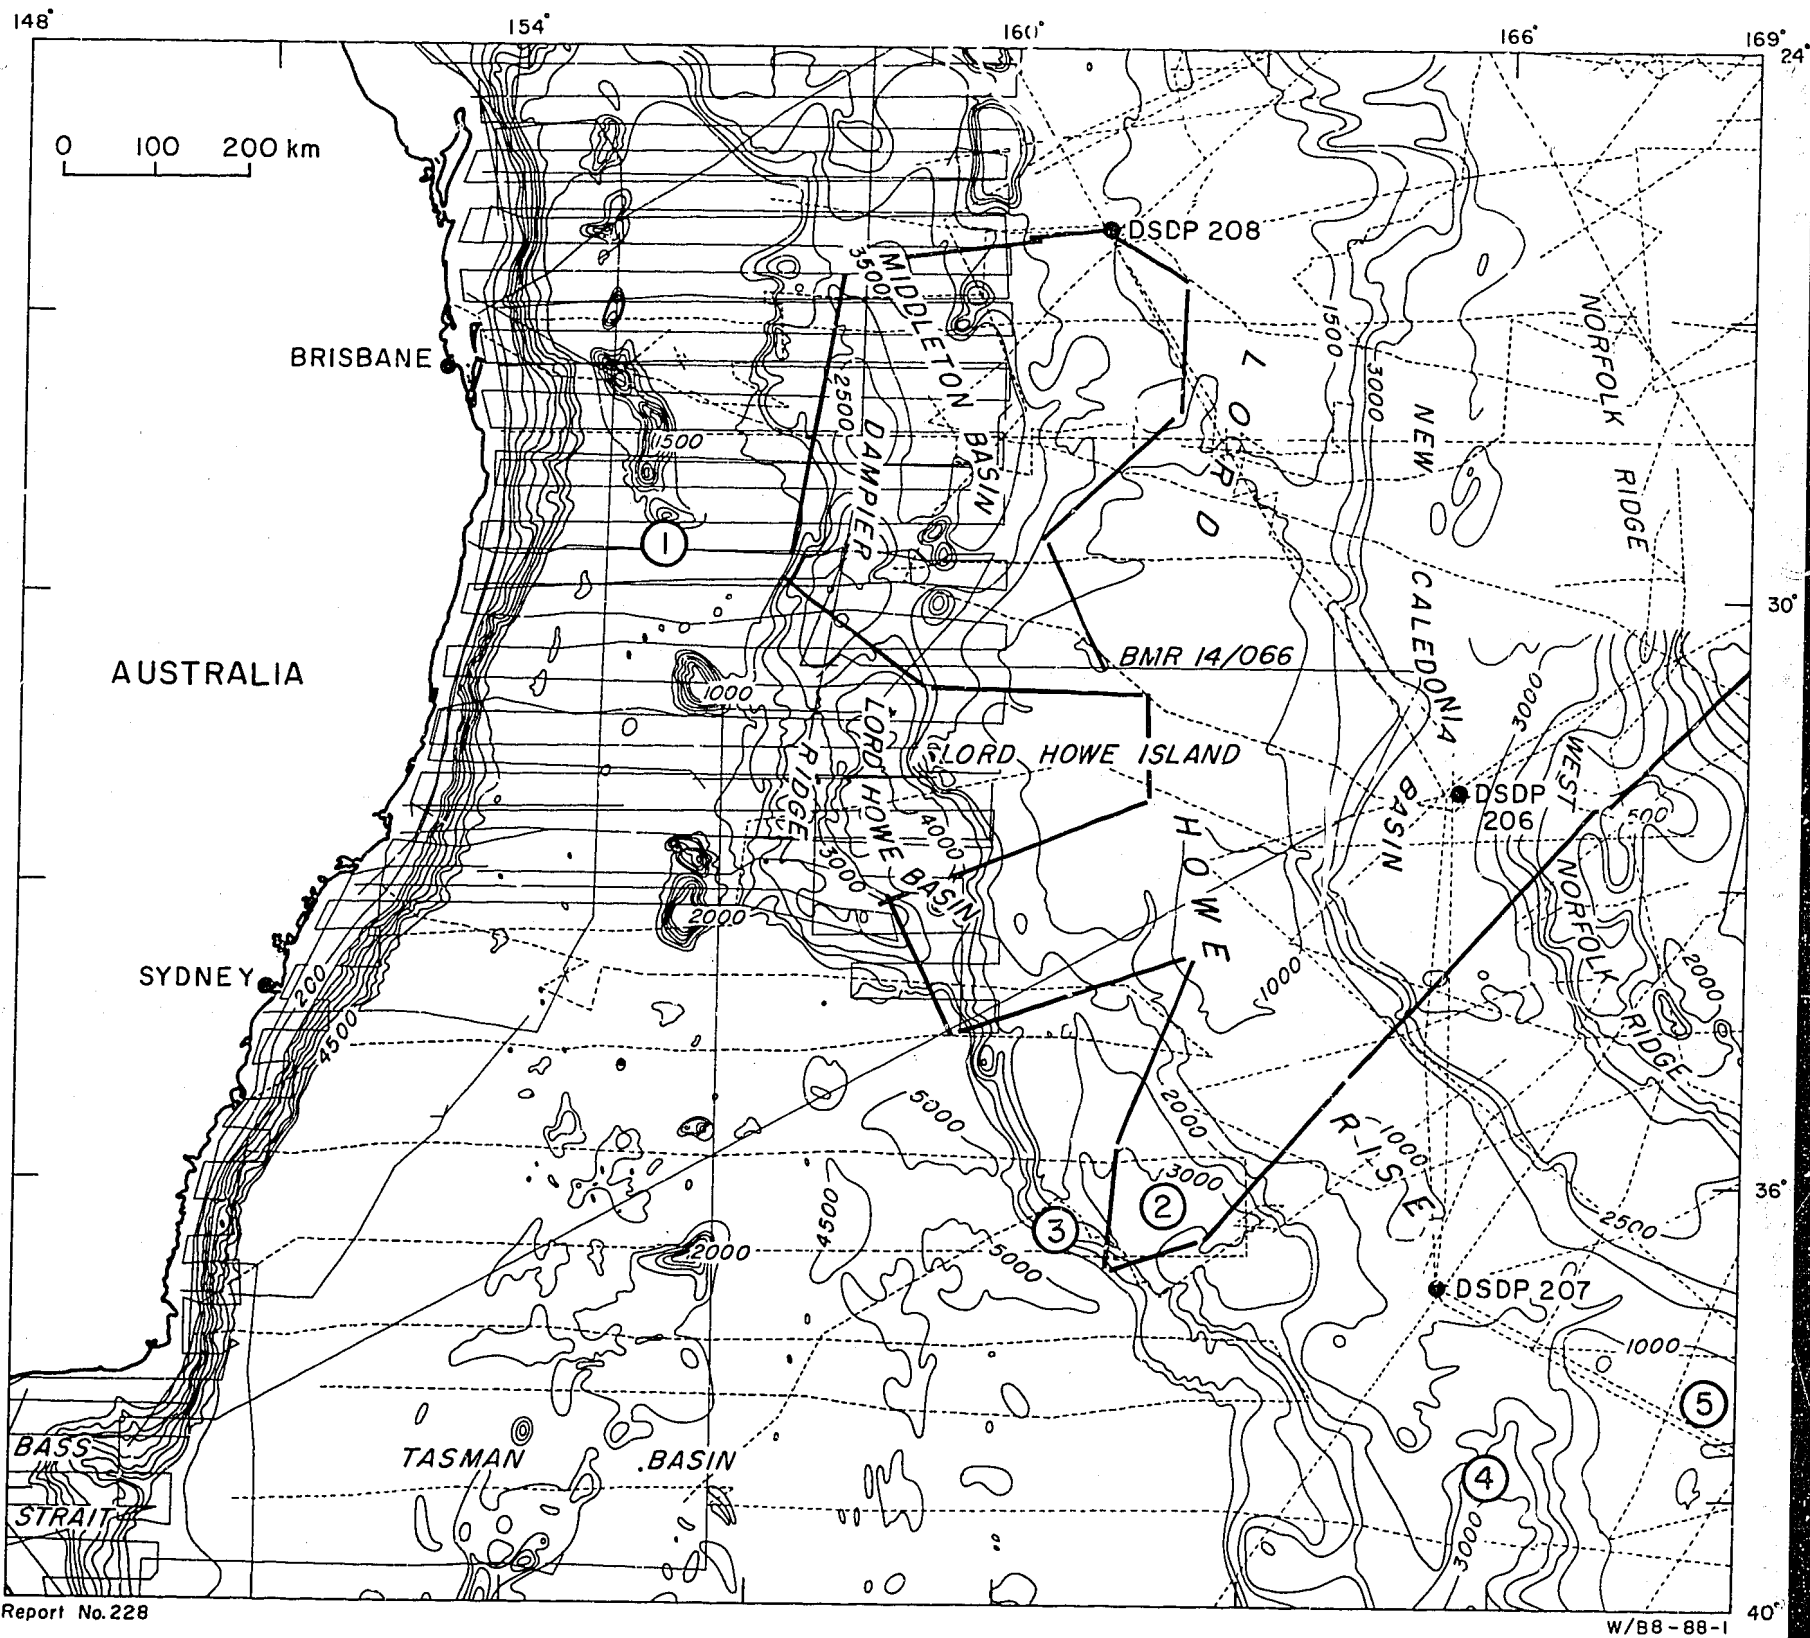 148° 154° 160° 166° 169°
24°
0 100 200 km
DSDP 208
MIDDLETON BASIN
3500
NORFOLK RIDGE
1500
3000
BRISBANE
2500
LORD
NEW CALEDONIA BASIN
1500
DAMPIER RIDGE
1
30°
BMR 14/066
AUSTRALIA
1000
3000
LORD HOWE BASIN
LORD HOWE ISLAND
WEST NORFOLK RIDGE
DSDP
206
500
HOWE
4000
3000
2000
SYDNEY
200
1000
2000
4500
5000
2000
RISE
1000
3000
2
36°
4500
3
2500
2000
5000
DSDP 207
1000
5
BASS
TASMAN BASIN
4
STRAIT
3000
Report No.228
40°
W/B8-88-1